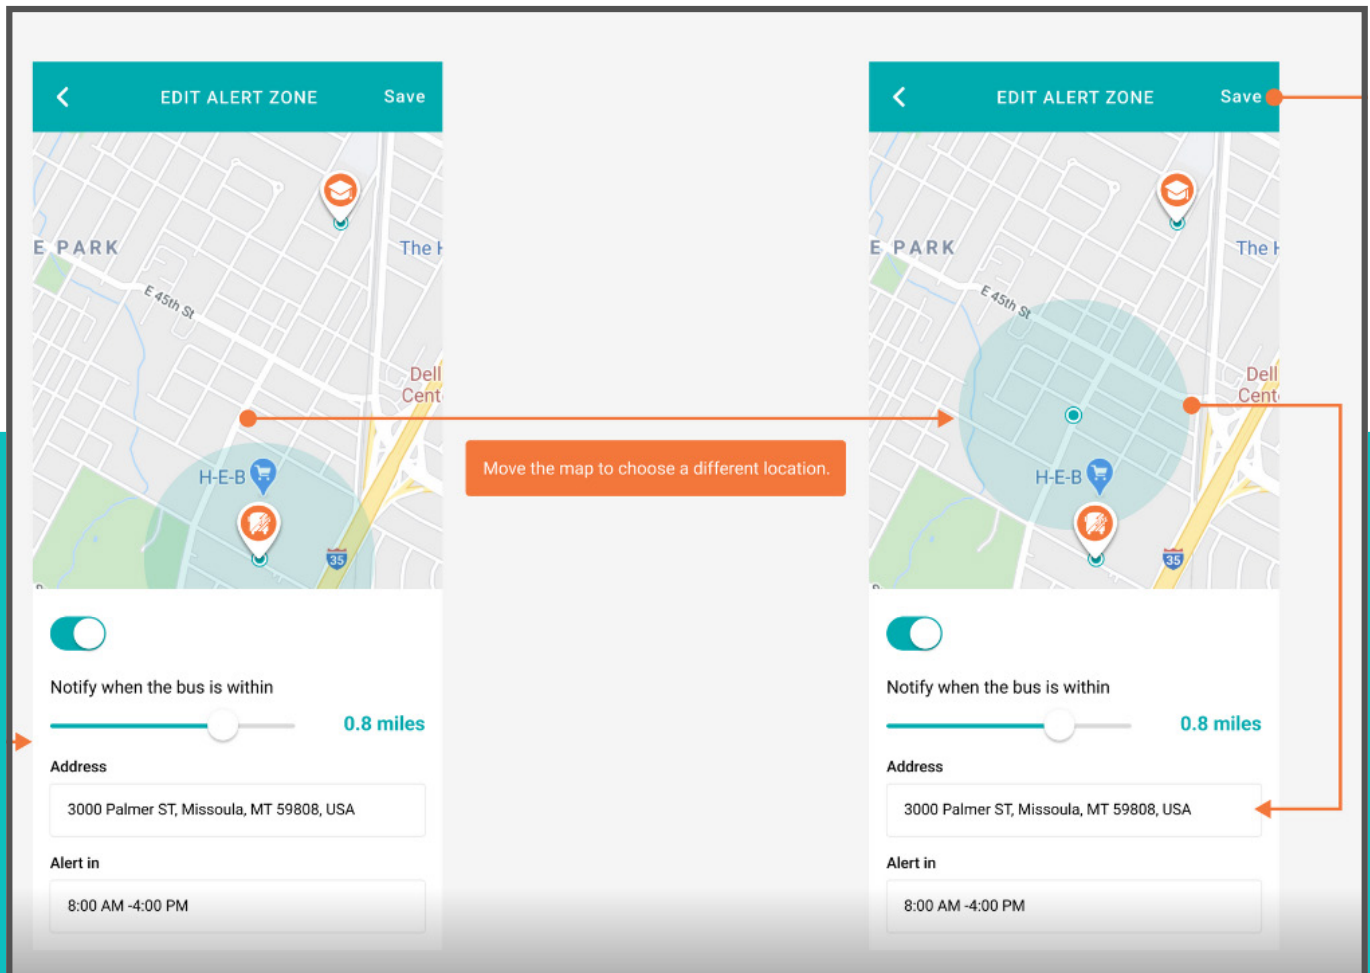 EDIT ALERT ZONE
Save
E PARK
The H
E 45th St
Dell
Cent
H-E-B
35
Notify when the bus is within
0.8 miles
Address
3000 Palmer ST, Missoula, MT 59808, USA
Alert in
8:00 AM -4:00 PM
Move the map to choose a different location.
EDIT ALERT ZONE
Save
E PARK
The H
E 45th St
Dell
Cent
H-E-B
35
Notify when the bus is within
0.8 miles
Address
3000 Palmer ST, Missoula, MT 59808, USA
Alert in
8:00 AM -4:00 PM